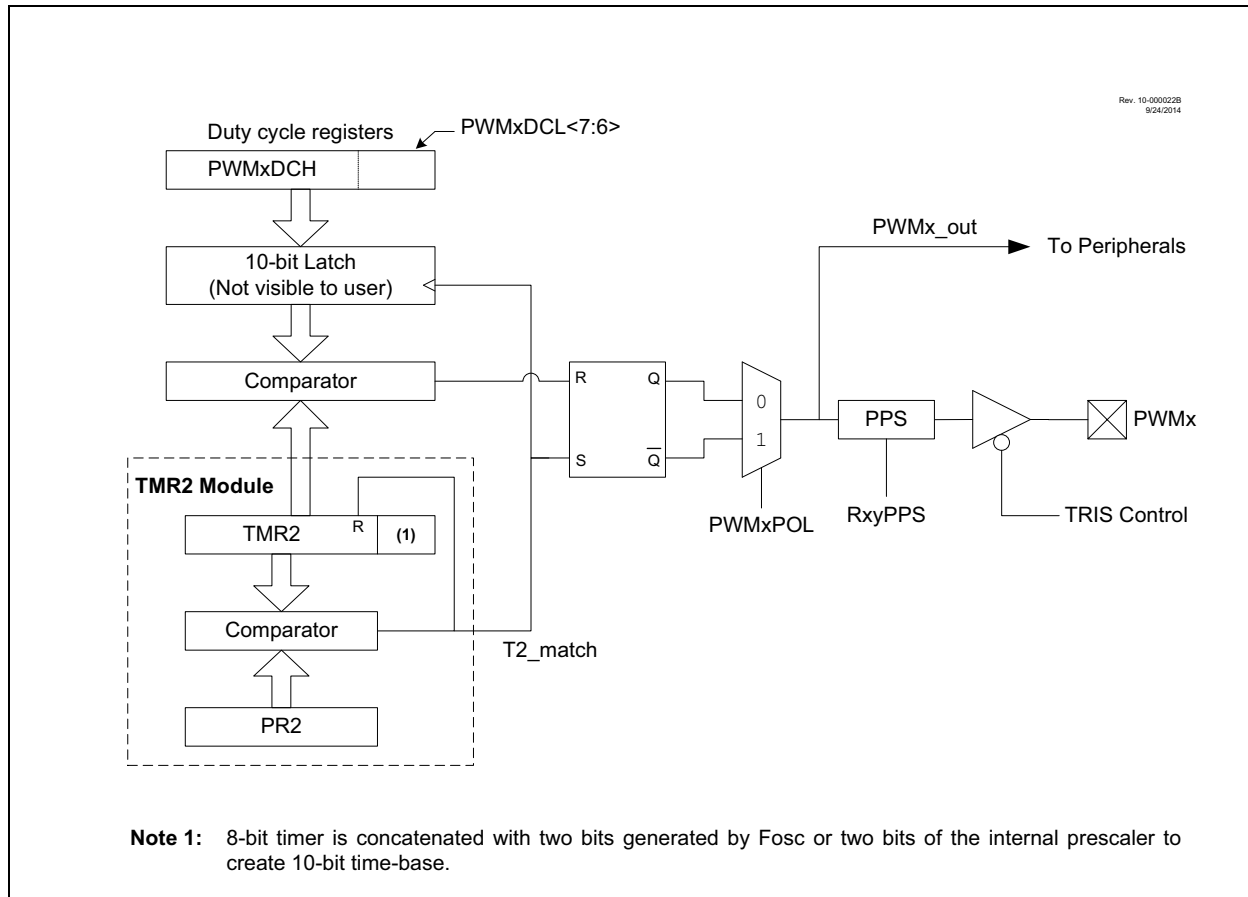 Rev. 10-000022B
9/24/2014
Duty cycle registers
PWMxDCL<7:6>
PWMxDCH
10-bit Latch
(Not visible to user)
Comparator
PWMx_out
To Peripherals
R
Q
S
Q̅
0
1
PPS
PWMx
PWMxPOL
RxyPPS
TRIS Control
TMR2 Module
R
TMR2
(1)
Comparator
T2_match
PR2
Note 1: 8-bit timer is concatenated with two bits generated by Fosc or two bits of the internal prescaler to
create 10-bit time-base.